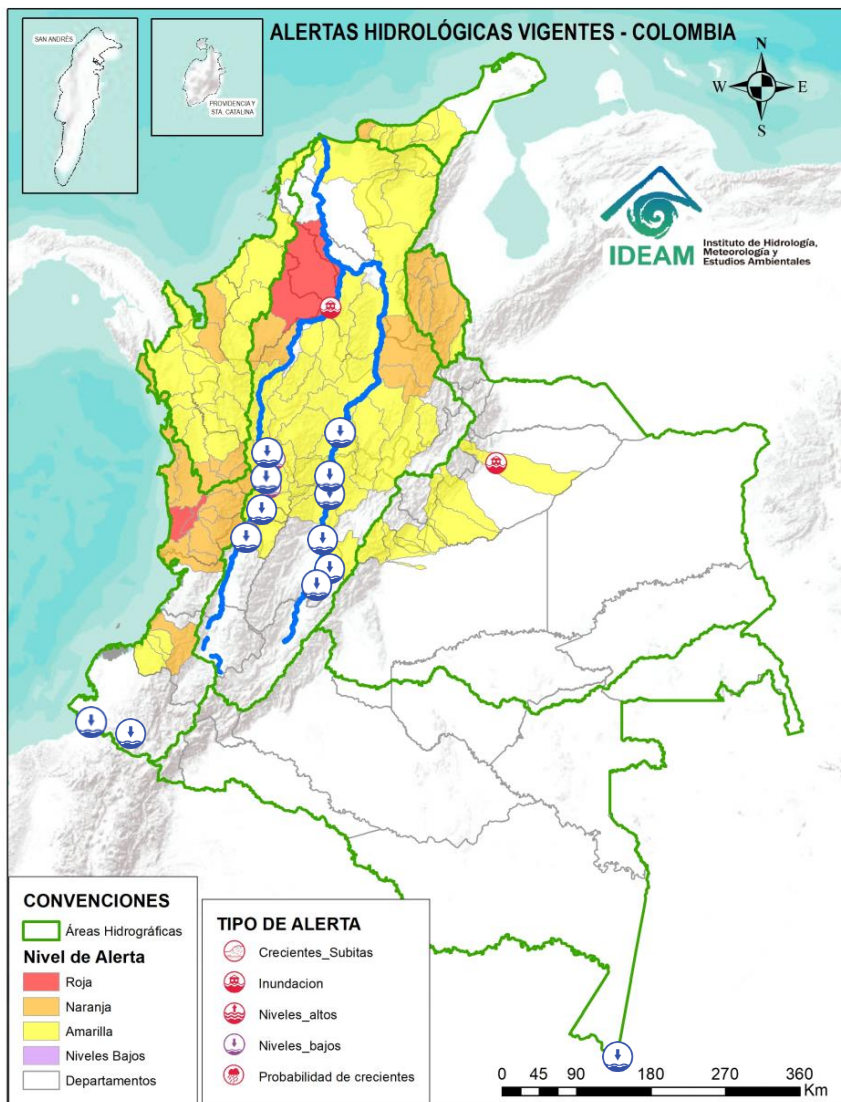 ALERTAS HIDROLÓGICAS VIGENTES - COLOMBIA
SAN ANDRÉS
PROVIDENCIA Y
STA. CATALINA
N
W
E
S
IDEAM
Instituto de Hidrología,
Meteorología y
Estudios Ambientales
CONVENCIONES
Áreas Hidrográficas
Nivel de Alerta
Roja
Naranja
Amarilla
Niveles Bajos
Departamentos
TIPO DE ALERTA
Crecientes_Subitas
Inundacion
Niveles_altos
Niveles_bajos
Probabilidad de crecientes
0 45 90 180 270 360
Km